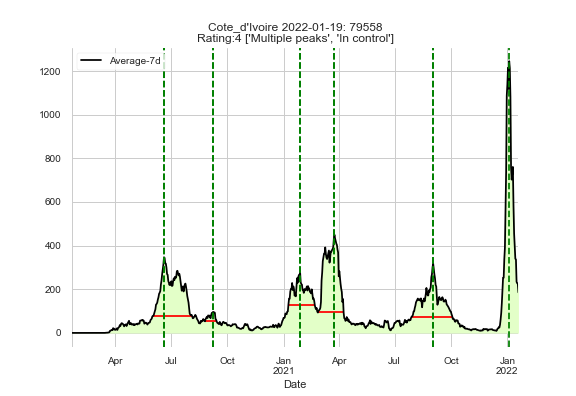 Cote_d'Ivoire 2022-01-19: 79558
Rating:4 ['Multiple peaks', 'In control']
Average-7d
1200
1000
800
600
400
200
0
Apr Jul Oct Jan Apr Jul Oct Jan
2021 2022
Date